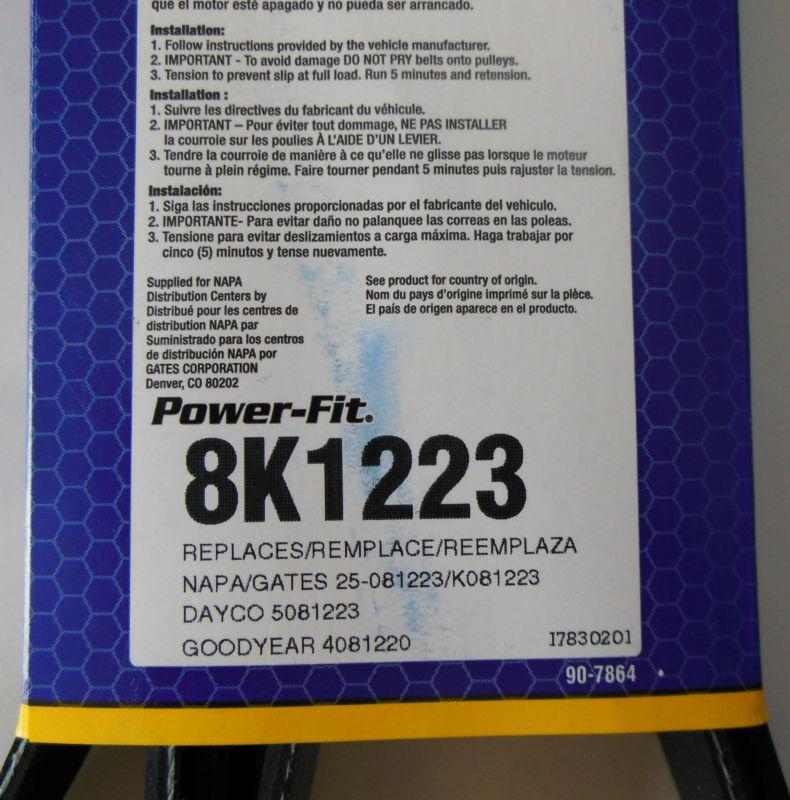 que el motor esté apagado y no pueda ser arrancado.
Installation:
1. Follow instructions provided by the vehicle manufacturer.
2. IMPORTANT - To avoid damage DO NOT PRY belts onto pulleys.
3. Tension to prevent slip at full load. Run 5 minutes and retension.
Installation :
1. Suivre les directives du fabricant du véhicule.
2. IMPORTANT – Pour éviter tout dommage, NE PAS INSTALLER
la courroie sur les poulies À L'AIDE D'UN LEVIER.
3. Tendre la courroie de manière à ce qu'elle ne glisse pas lorsque le moteur
tourne à plein régime. Faire tourner pendant 5 minutes puis rajuster la tension.
Instalación:
1. Siga las instrucciones proporcionadas por el fabricante del vehiculo.
2. IMPORTANTE- Para evitar daño no palanquee las correas en las poleas.
3. Tensione para evitar deslizamientos a carga máxima. Haga trabajar por
cinco (5) minutos y tense nuevamente.
Supplied for NAPA
Distribution Centers by
Distribué pour les centres de
distribution NAPA par
Suministrado para los centros
de distribución NAPA por
GATES CORPORATION
Denver, CO 80202
See product for country of origin.
Nom du pays d'origine imprimé sur la plèce.
El país de origen aparece en el producto.
Power-Fit®
8K1223
REPLACES/REMPLACE/REEMPLAZA
NAPA/GATES 25-081223/K081223
DAYCO 5081223
GOODYEAR 4081220
17830201
90-7864